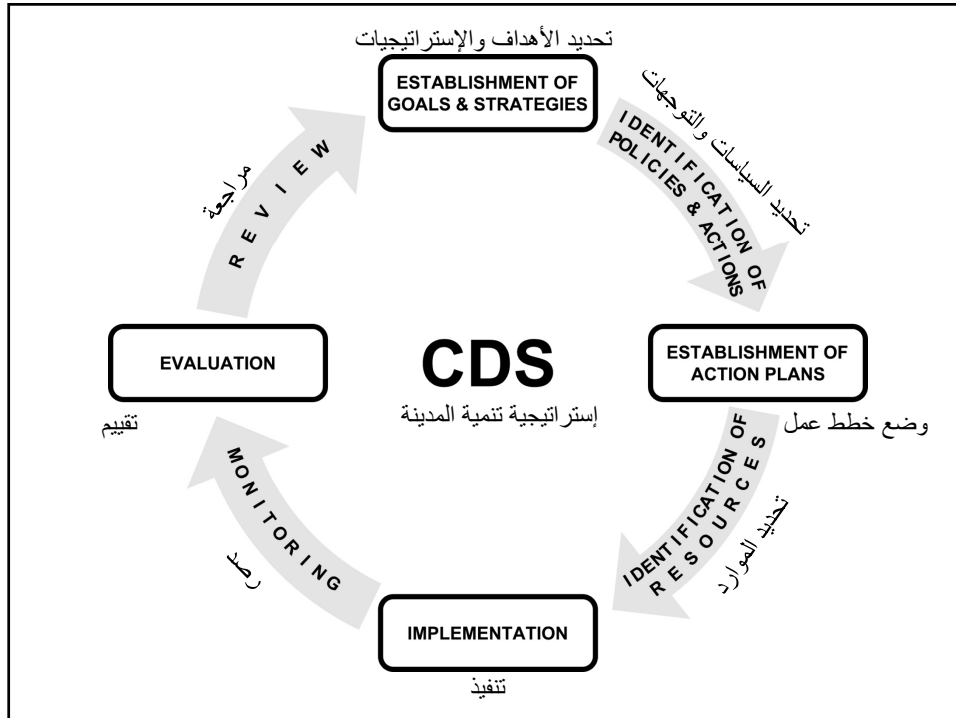 تحديد الأهداف والإستراتيجيات
ESTABLISHMENT OF
GOALS & STRATEGIES
IDENTIFICATION OF
POLICIES & ACTIONS
تحديد السياسات والتوجهات
ESTABLISHMENT OF
ACTION PLANS
وضع خطط عمل
IDENTIFICATION OF
RESOURCES
تحديد الموارد
IMPLEMENTATION
تنفيذ
MONITORING
رصد
EVALUATION
تقييم
REVIEW
مراجعة
CDS
إستراتيجية تنمية المدينة